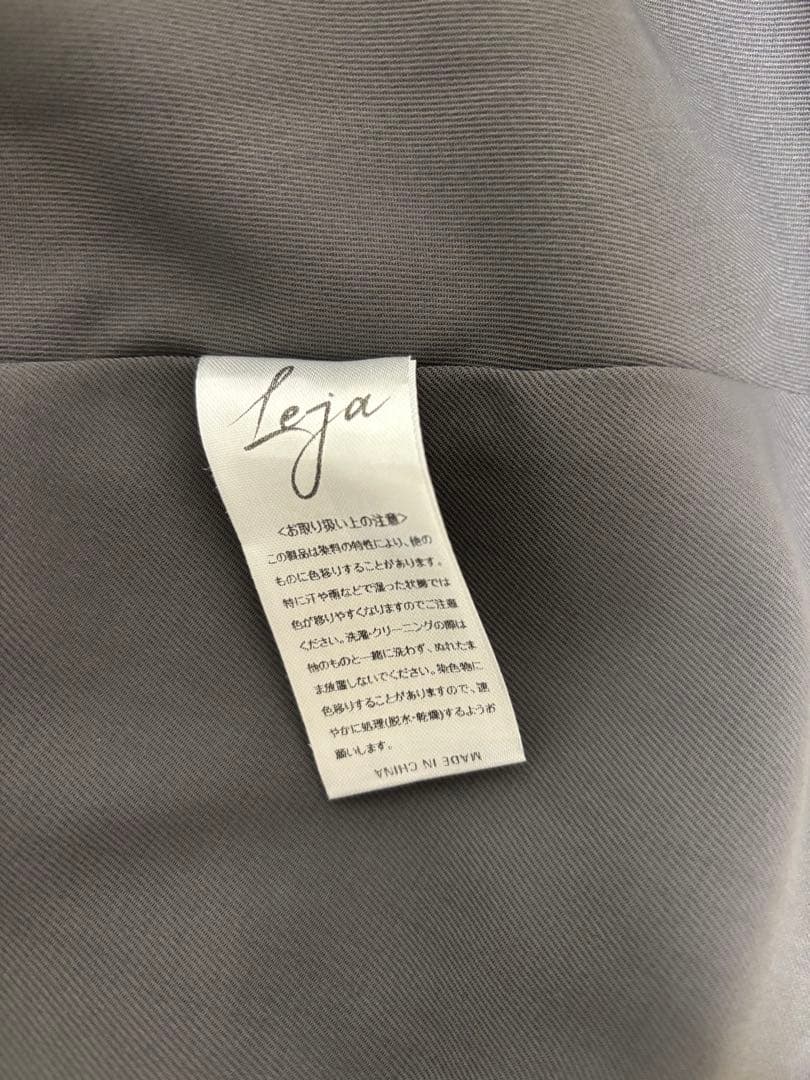 Leja
<お取り扱い上の注意>
この製品は染料の特性により、他の
ものに色移りすることがあります。
特に汗や雨などで湿った状態では
色が移りやすくなりますのでご注意
ください。洗濯・クリーニングの際は
他のものと一緒に洗わず、ぬれたま
ま放置しないでください。染色物に
色移りすることがありますので、速
やかに処理(脱水・乾燥)するようお
願いします。
MADE IN CHINA